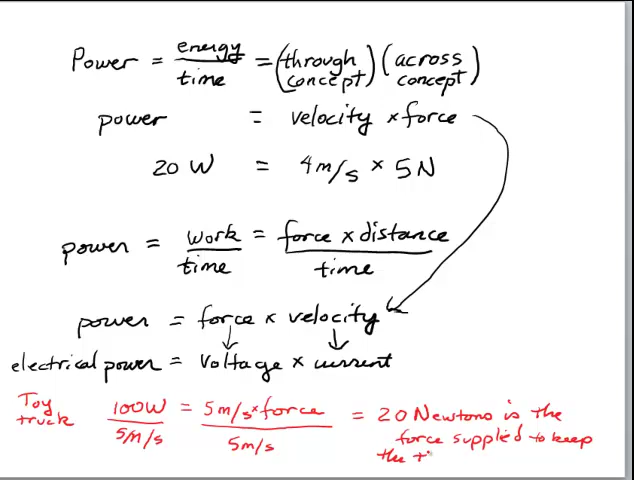 Power = energy/time = (through concept) (across concept)
power = velocity × force
20 W = 4m/s × 5N
power = work/time = force × distance/time
power = force × velocity
electrical power = voltage × current
Toy truck 100W/5m/s = 5m/s × force/5m/s = 20 Newtons is the
force supplied to keep
the t